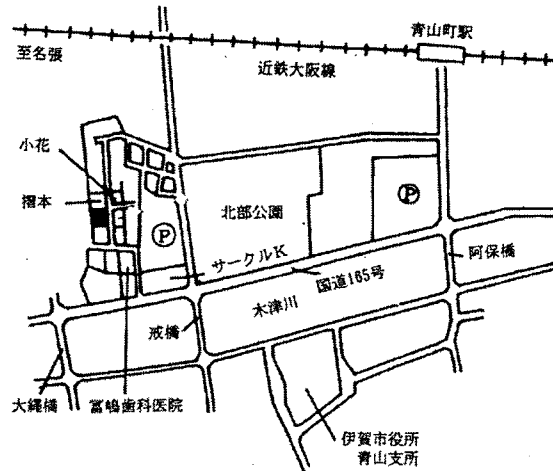 青山町駅
至名張
近鉄大阪線
小花
摺本
北部公園
P
P
サークルK
国道165号
阿保橋
木津川
戒橋
大縄橋
冨嶋歯科医院
伊賀市役所
青山支所